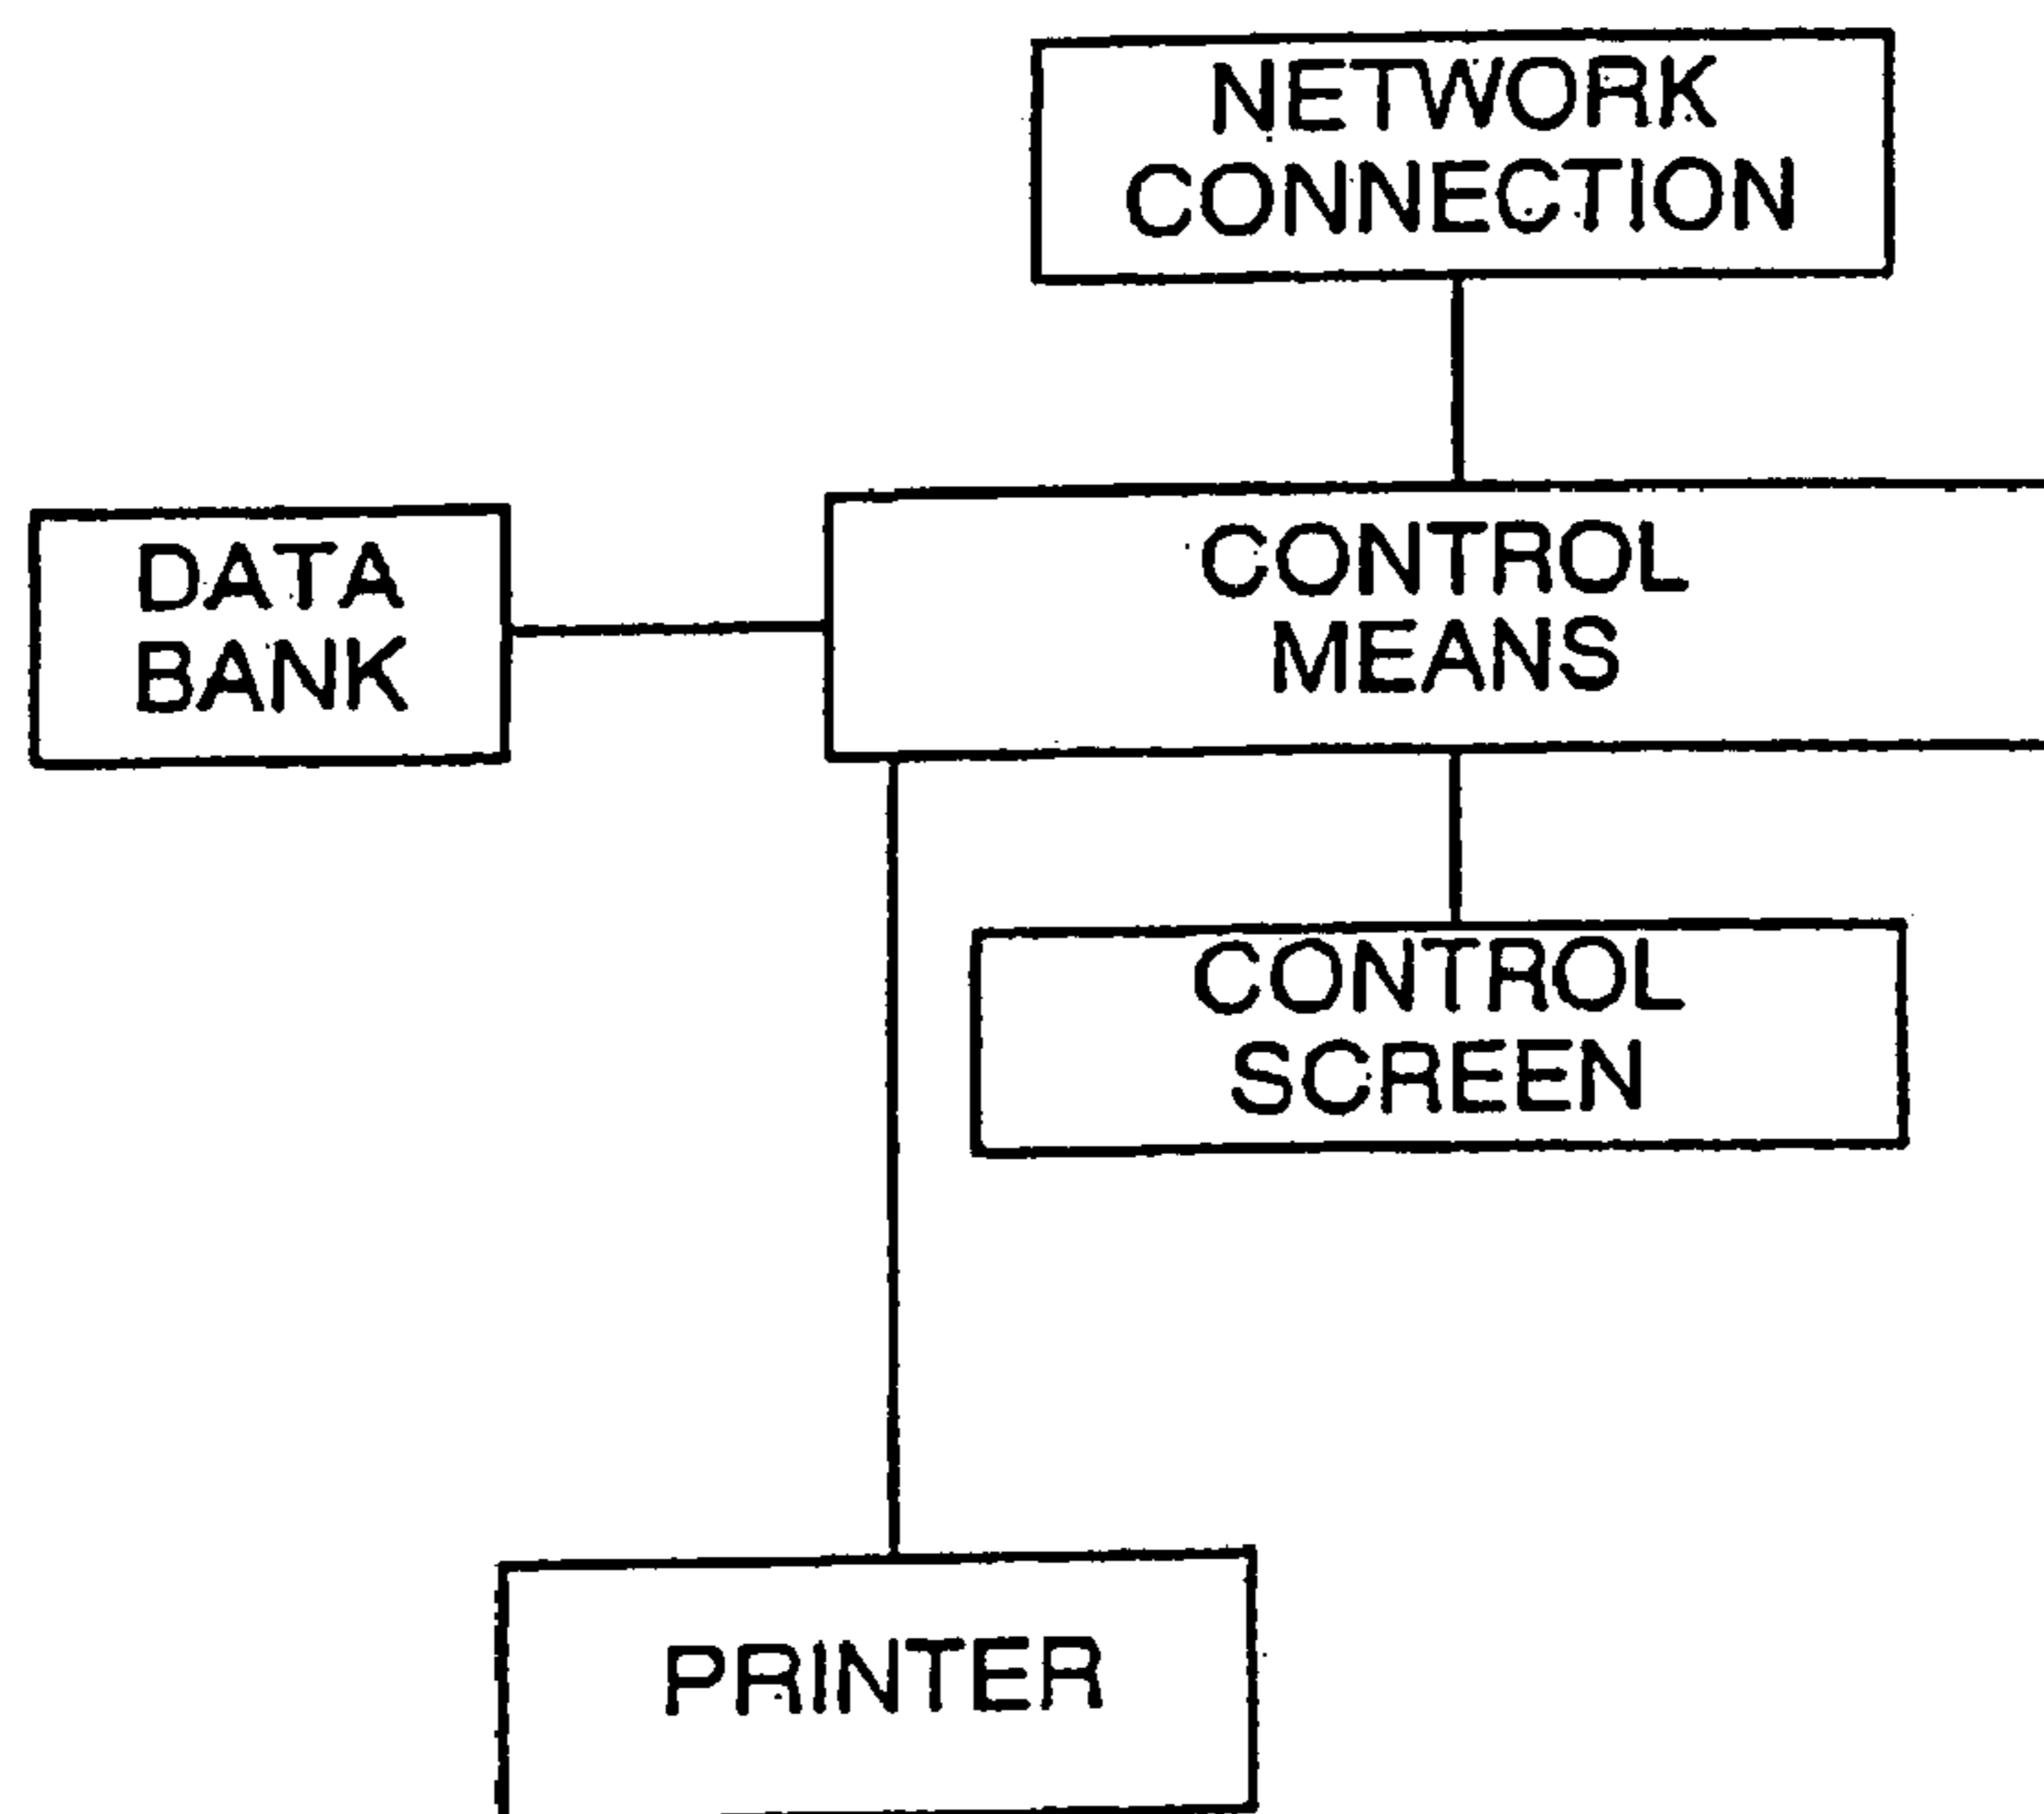 NETWORK
CONNECTION
DATA
BANK
CONTROL
MEANS
CONTROL
SCREEN
PRINTER